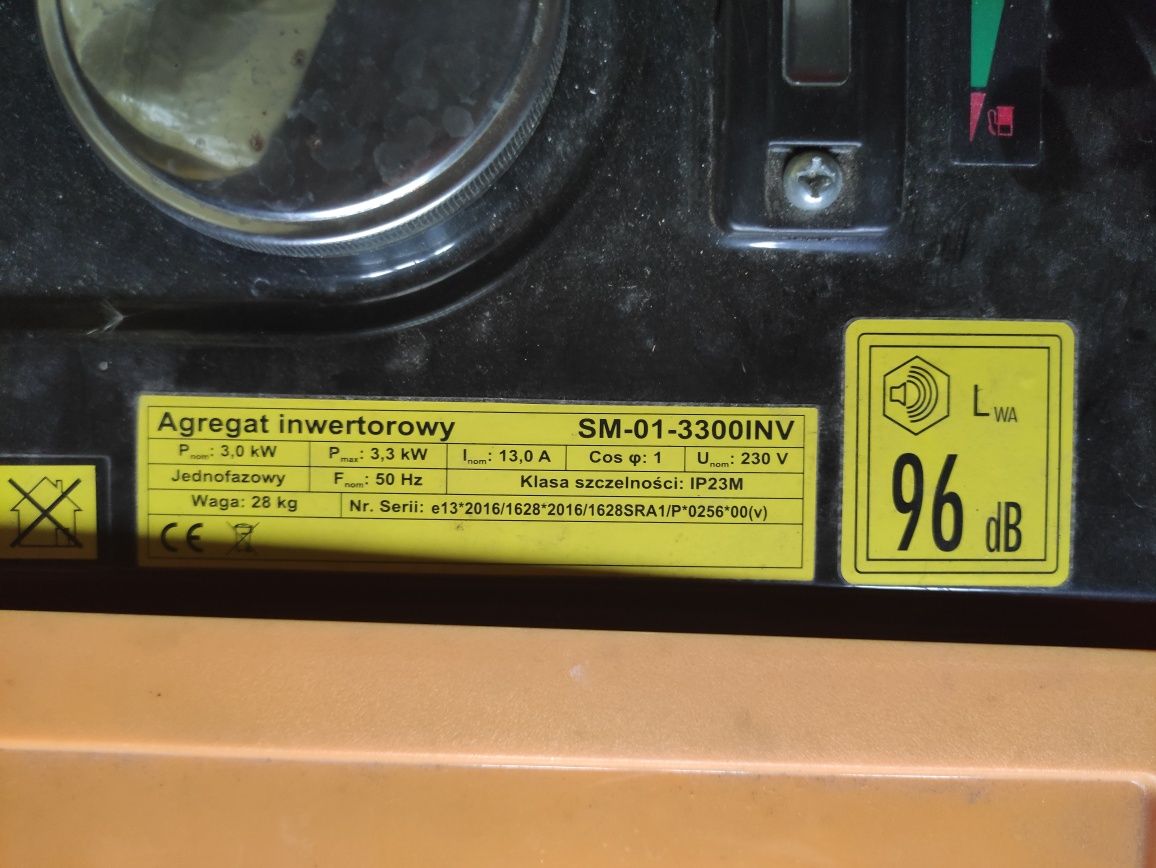 Agregat inwertorowy SM-01-3300INV
Pnom: 3,0 kW Pmax: 3,3 kW Inom: 13,0 A Cos φ: 1 Unom: 230 V
Jednofazowy Fnom: 50 Hz Klasa szczelności: IP23M
Waga: 28 kg Nr. Serii: e13*2016/1628*2016/1628SRA1/P*0256*00(v)
CE
LWA
96 dB